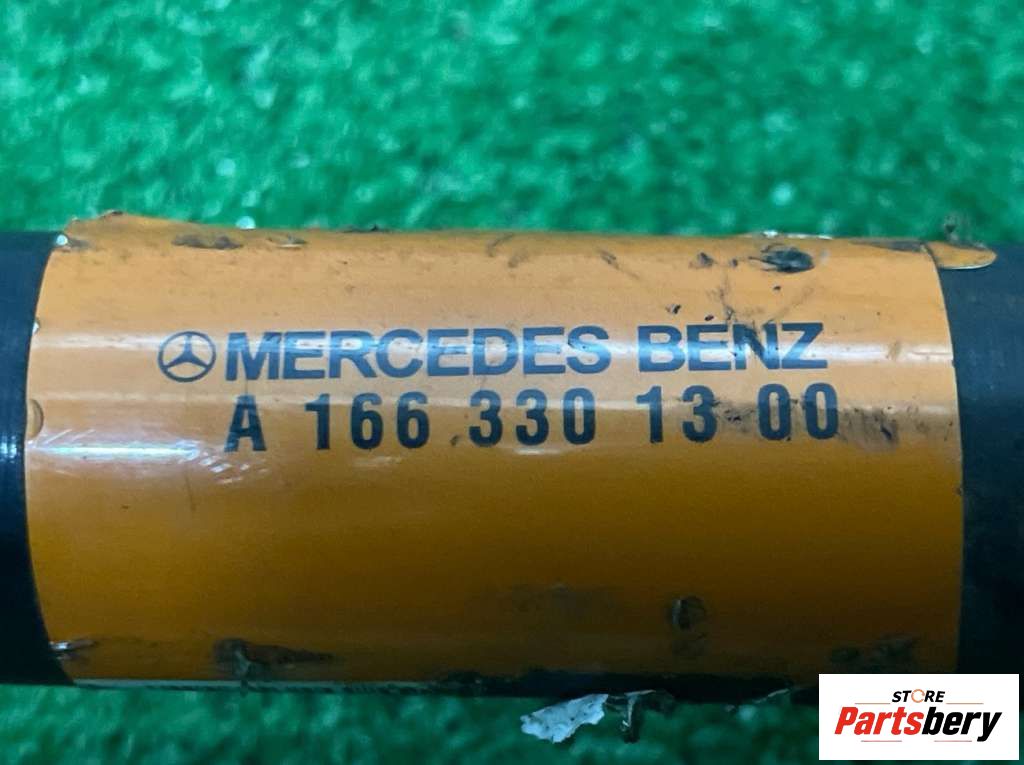 MERCEDES BENZ
A 166 330 13 00
STORE
Partsbery